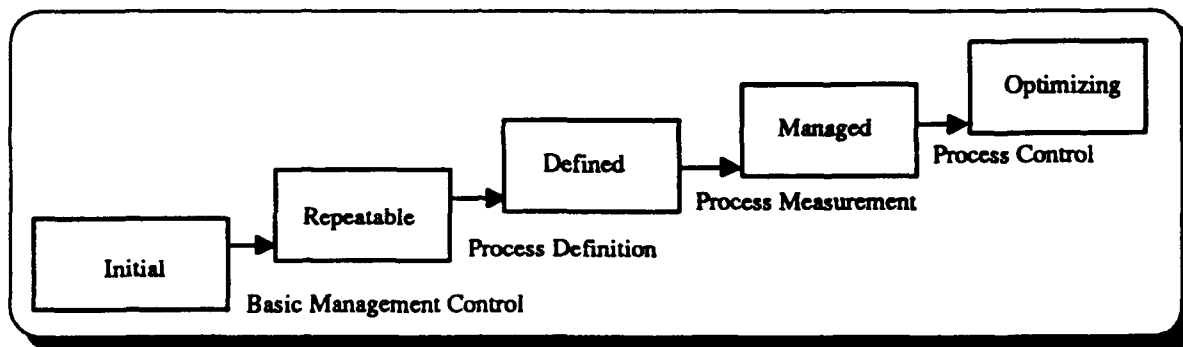 Optimizing
Managed
Process Control
Defined
Process Measurement
Repeatable
Process Definition
Initial
Basic Management Control